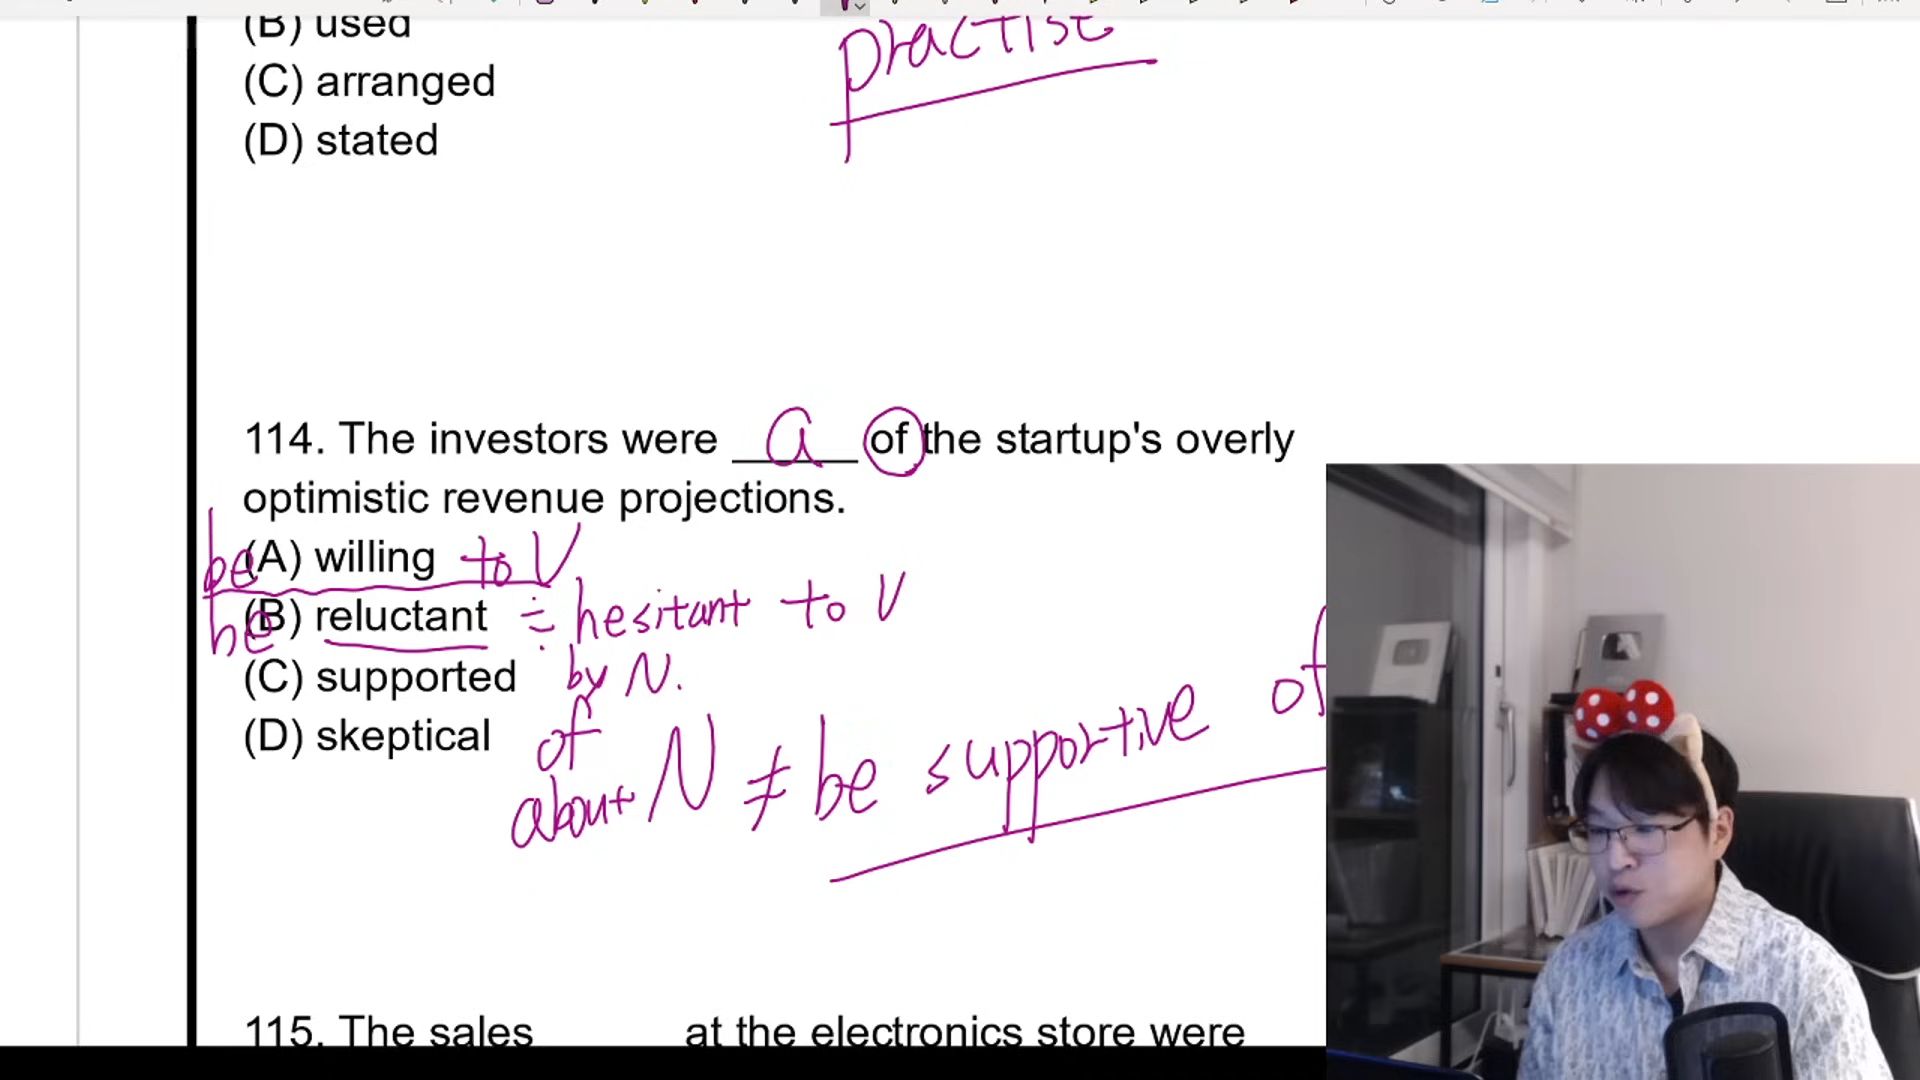 (B) used
practise
(C) arranged
(D) stated
114. The investors were a of the startup's overly
optimistic revenue projections.
be (A) willing to V
be (B) reluctant ≒ hesitant to V
(C) supported by N.
(D) skeptical of
about N ≠ be supportive of
115. The sales at the electronics store were